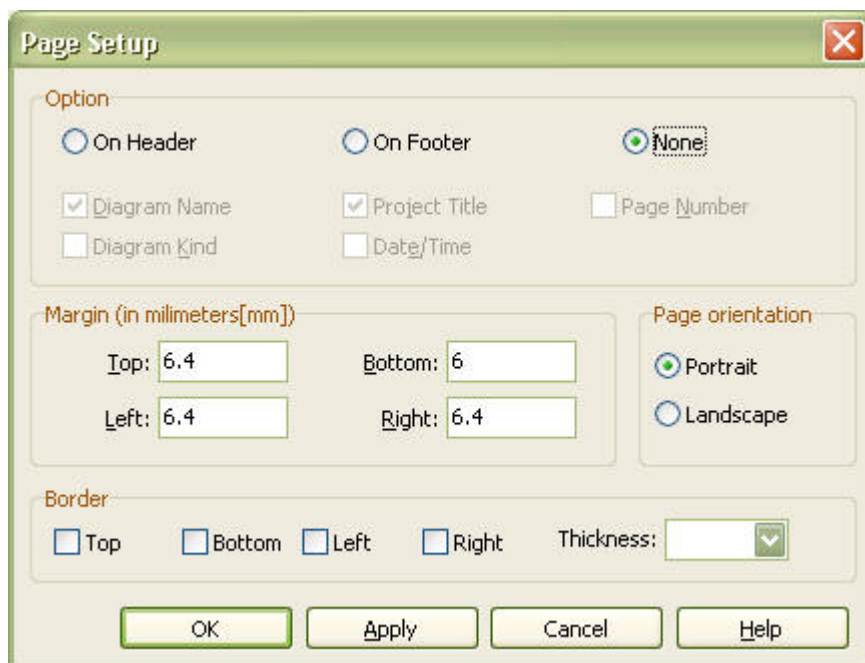 Page Setup
Option
On Header On Footer None
Diagram Name Project Title Page Number
Diagram Kind Date/Time
Margin (in milimeters[mm])
Top: 6.4 Bottom: 6
Left: 6.4 Right: 6.4
Page orientation
Portrait
Landscape
Border
Top Bottom Left Right Thickness:
OK Apply Cancel Help